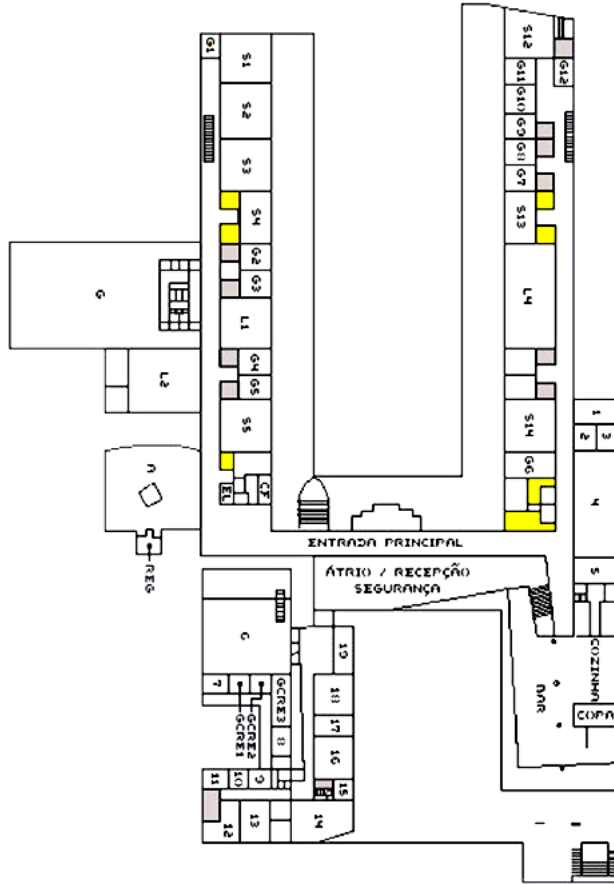 G1
S1
S2
S3
S4
G2
G3
L1
G4
G5
S5
EL
CF
G
L2
A
REG
S12
G12
G11
G10
G9
G8
G7
S13
L4
S14
GG
1
2
3
4
5
ENTRADA PRINCIPAL
ÁTRIO / RECEPÇÃO
SEGURANÇA
COZINHA
COPA
BAR
G
7
GCRE1
GCRE2
GCRE3
8
9
10
11
12
13
14
15
16
17
18
19